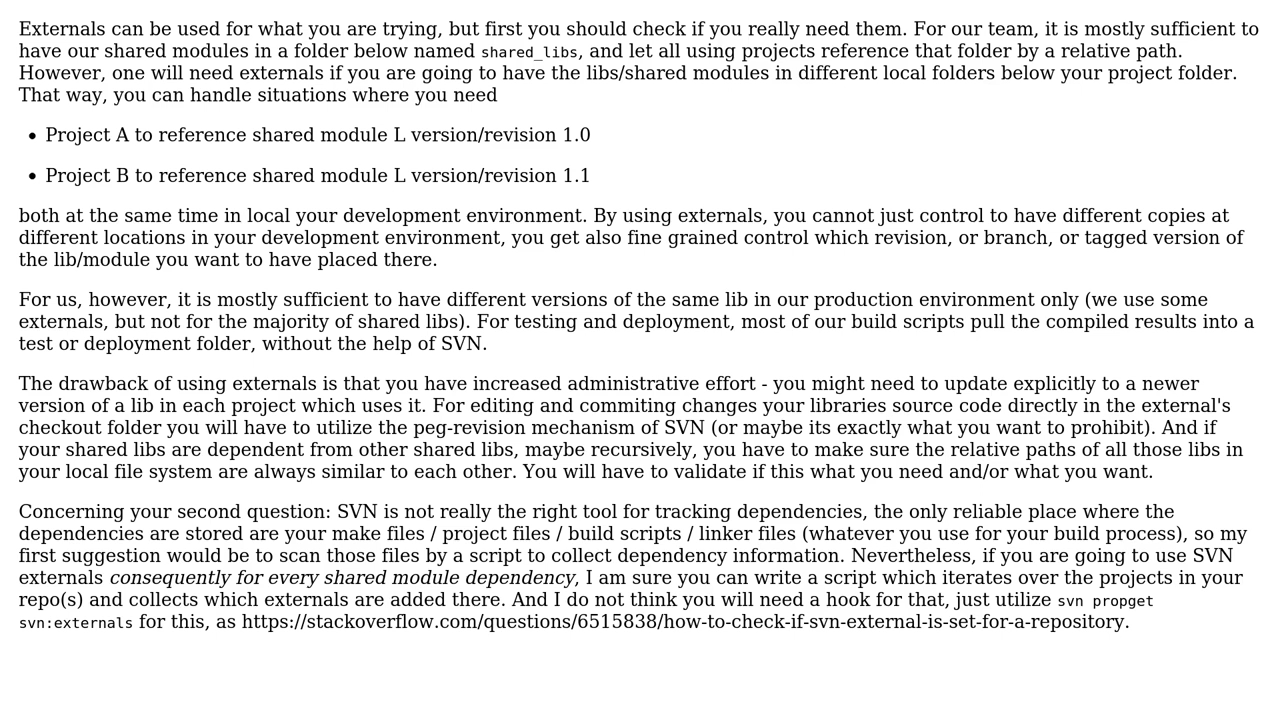 Externals can be used for what you are trying, but first you should check if you really need them. For our team, it is mostly sufficient to
have our shared modules in a folder below named shared_libs, and let all using projects reference that folder by a relative path.
However, one will need externals if you are going to have the libs/shared modules in different local folders below your project folder.
That way, you can handle situations where you need
• Project A to reference shared module L version/revision 1.0
• Project B to reference shared module L version/revision 1.1
both at the same time in local your development environment. By using externals, you cannot just control to have different copies at
different locations in your development environment, you get also fine grained control which revision, or branch, or tagged version of
the lib/module you want to have placed there.
For us, however, it is mostly sufficient to have different versions of the same lib in our production environment only (we use some
externals, but not for the majority of shared libs). For testing and deployment, most of our build scripts pull the compiled results into a
test or deployment folder, without the help of SVN.
The drawback of using externals is that you have increased administrative effort - you might need to update explicitly to a newer
version of a lib in each project which uses it. For editing and commiting changes your libraries source code directly in the external's
checkout folder you will have to utilize the peg-revision mechanism of SVN (or maybe its exactly what you want to prohibit). And if
your shared libs are dependent from other shared libs, maybe recursively, you have to make sure the relative paths of all those libs in
your local file system are always similar to each other. You will have to validate if this what you need and/or what you want.
Concerning your second question: SVN is not really the right tool for tracking dependencies, the only reliable place where the
dependencies are stored are your make files / project files / build scripts / linker files (whatever you use for your build process), so my
first suggestion would be to scan those files by a script to collect dependency information. Nevertheless, if you are going to use SVN
externals consequently for every shared module dependency, I am sure you can write a script which iterates over the projects in your
repo(s) and collects which externals are added there. And I do not think you will need a hook for that, just utilize svn propget
svn:externals for this, as https://stackoverflow.com/questions/6515838/how-to-check-if-svn-external-is-set-for-a-repository.